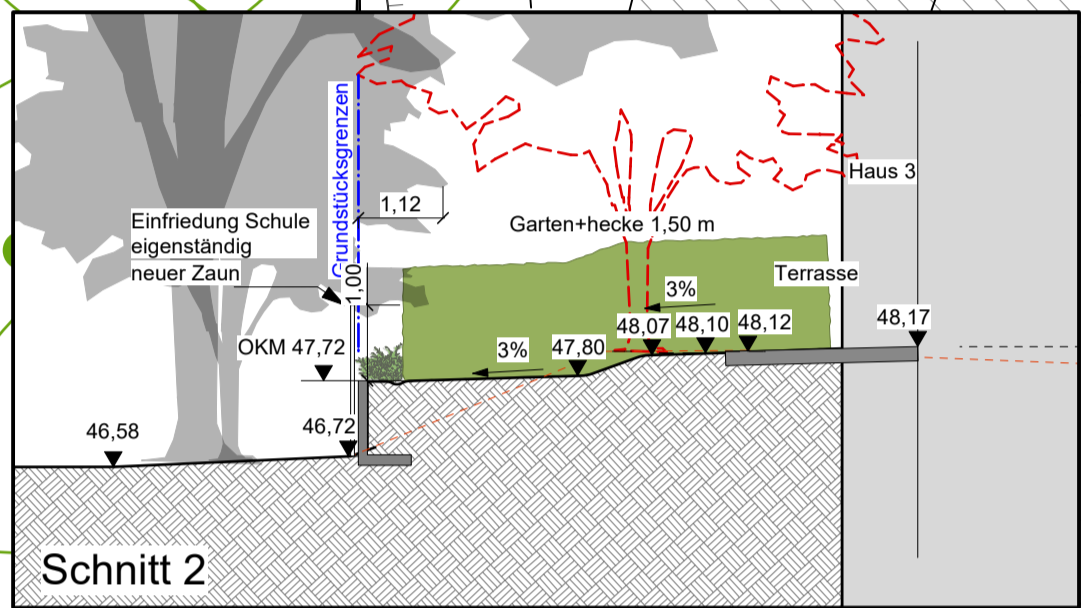 Grundstücksgrenzen
Haus 3
1,12
Einfriedung Schule
eigenständig
neuer Zaun
Garten+hecke 1,50 m
Terrasse
1,00
3%
48,07
48,10
48,12
48,17
OKM 47,72
3%
47,80
46,58
46,72
Schnitt 2